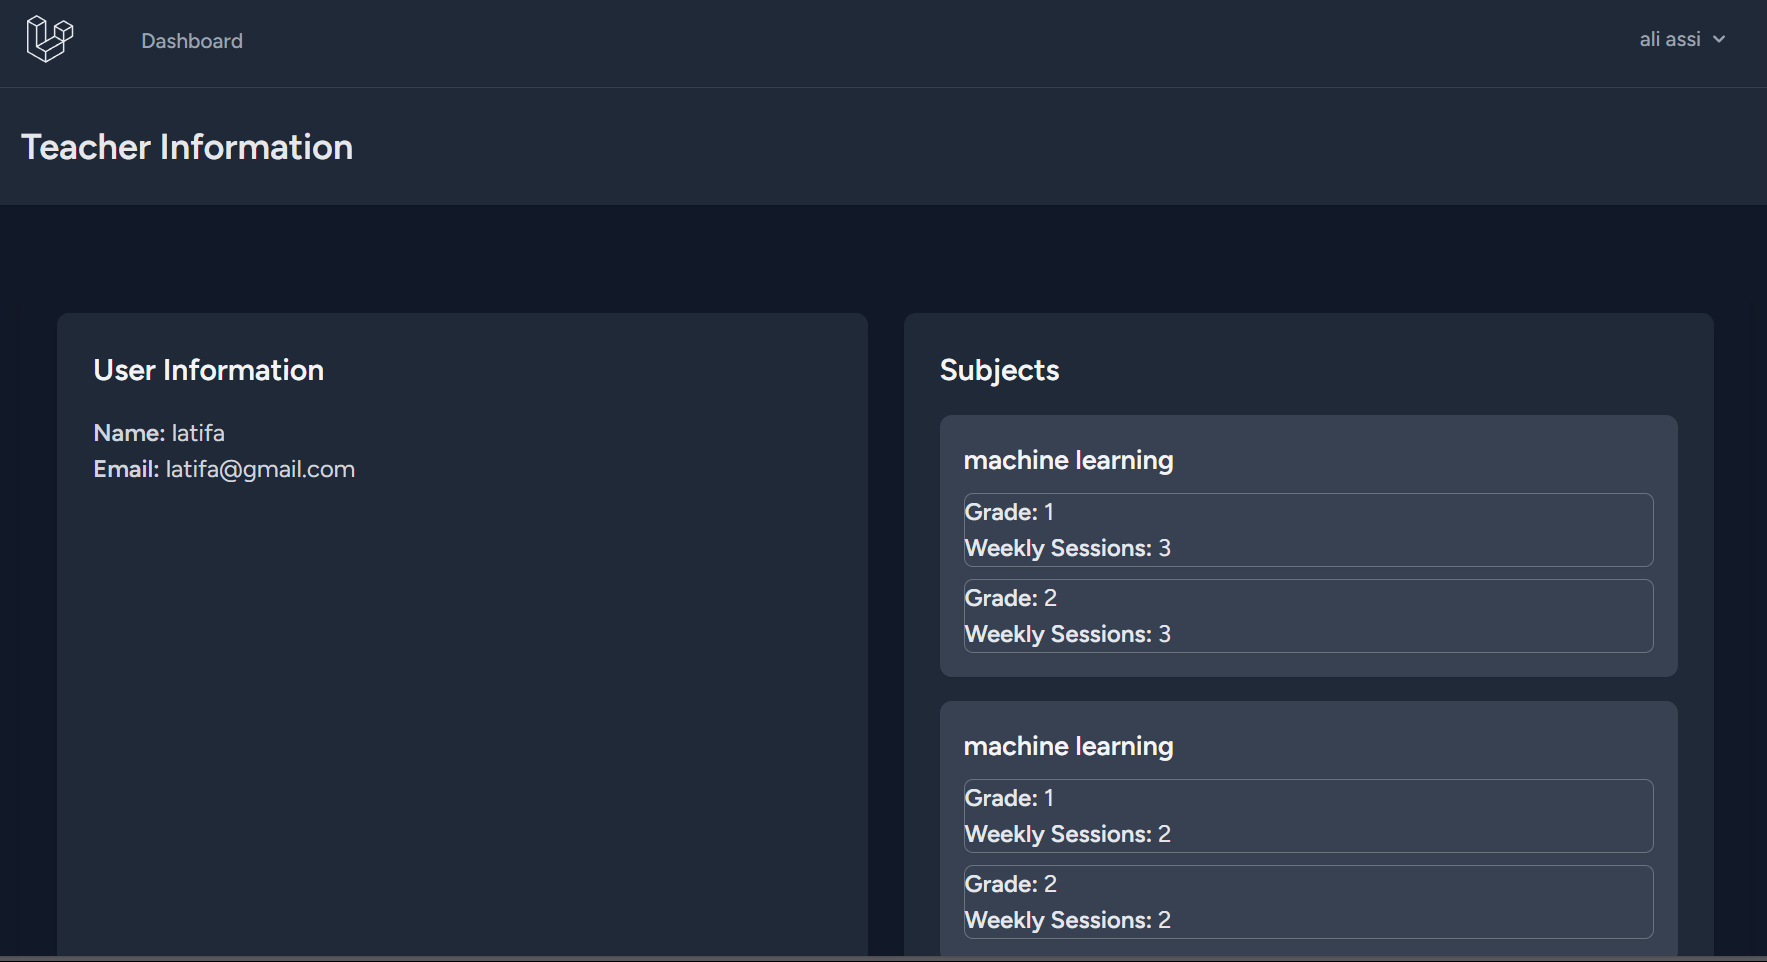 Dashboard
ali assi
Teacher Information
User Information
Name: latifa
Email: latifa@gmail.com
Subjects
machine learning
Grade: 1
Weekly Sessions: 3
Grade: 2
Weekly Sessions: 3
machine learning
Grade: 1
Weekly Sessions: 2
Grade: 2
Weekly Sessions: 2